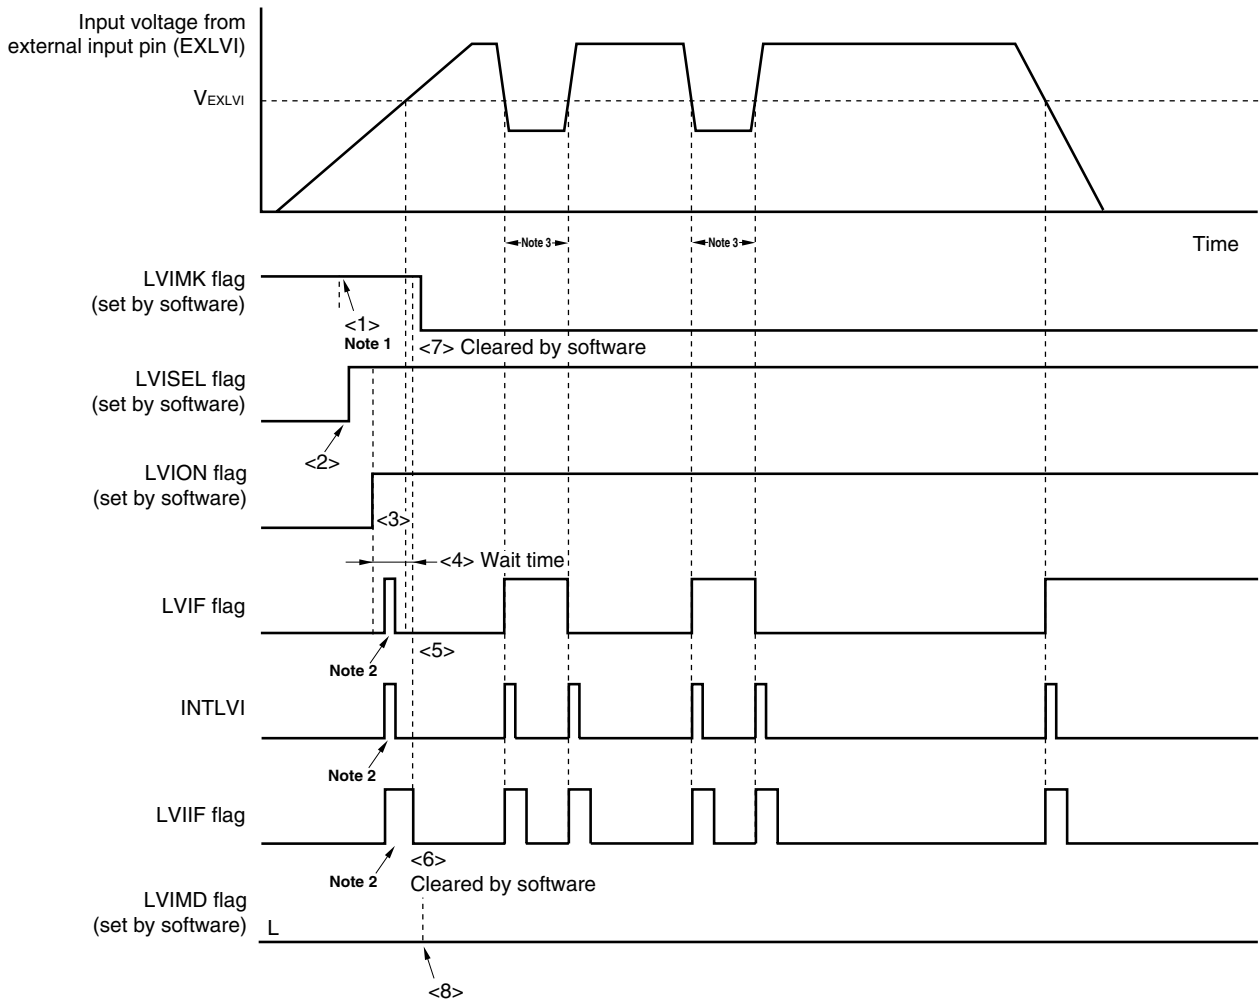 Input voltage from
external input pin (EXLVI)
VEXLVI
Note 3
Note 3
Time
LVIMK flag
(set by software)
<1>
Note 1
<7> Cleared by software
LVISEL flag
(set by software)
<2>
LVION flag
(set by software)
<3>
<4> Wait time
LVIF flag
<5>
Note 2
INTLVI
Note 2
LVIIF flag
Note 2
<6>
Cleared by software
LVIMD flag
(set by software)
L
<8>